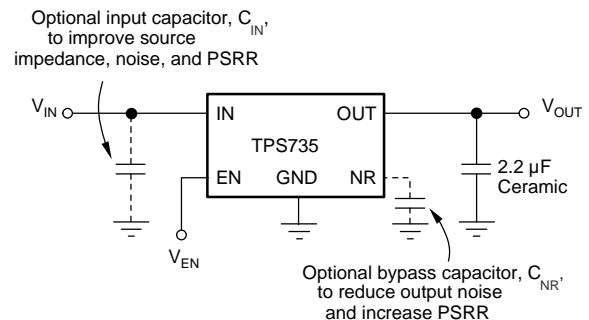 Optional input capacitor, C_IN,
to improve source
impedance, noise, and PSRR
V_IN
IN
OUT
V_OUT
TPS735
EN
GND
NR
2.2 µF
Ceramic
V_EN
Optional bypass capacitor, C_NR,
to reduce output noise
and increase PSRR